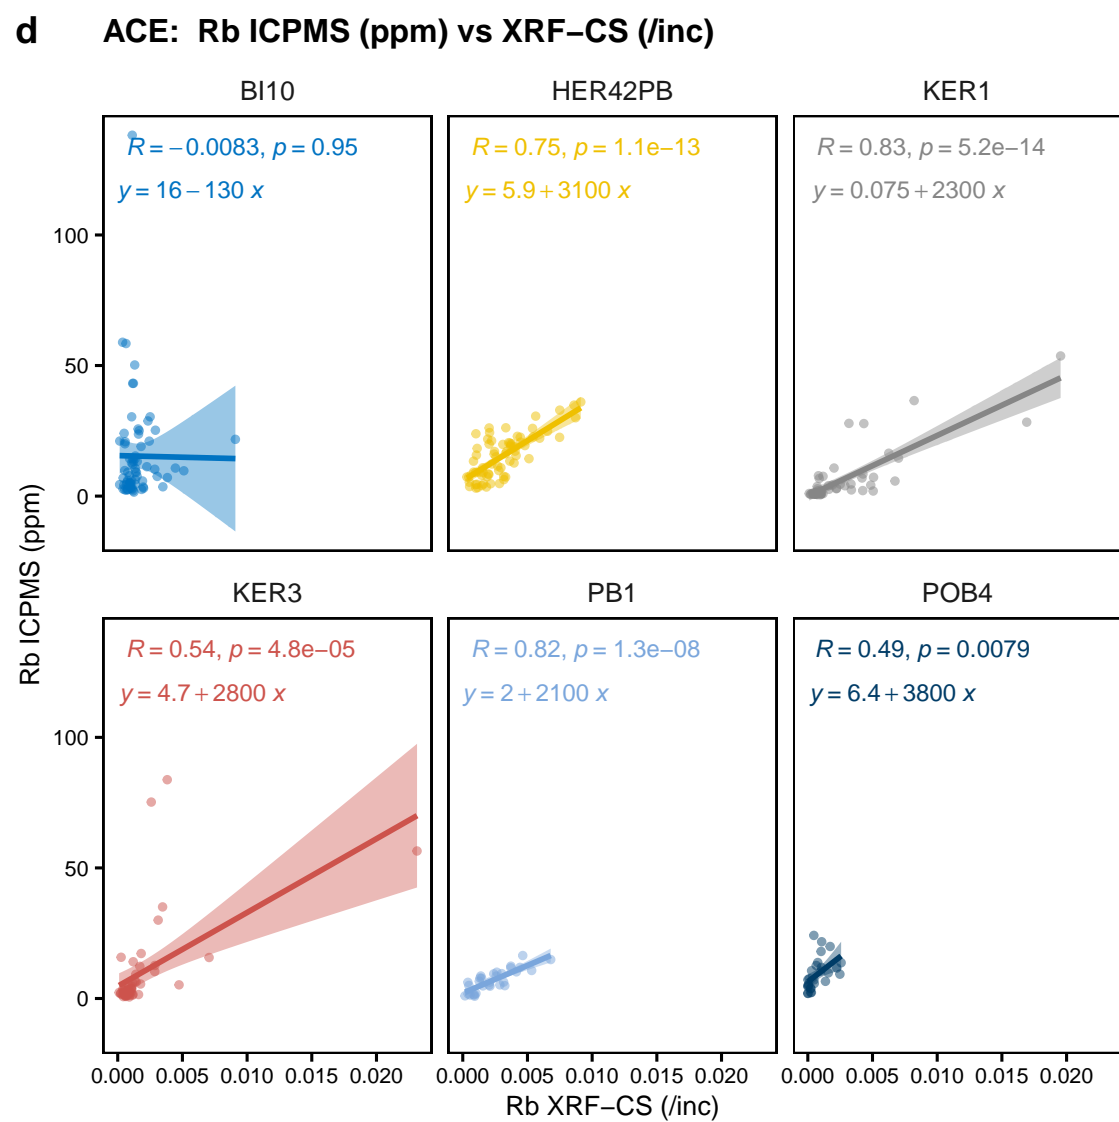 d ACE: Rb ICPMS (ppm) vs XRF−CS (/inc)
BI10 HER42PB KER1
R = −0.0083, p = 0.95 R = 0.75, p = 1.1e−13 R = 0.83, p = 5.2e−14
y = 16 − 130 x y = 5.9 + 3100 x y = 0.075 + 2300 x
100
50
0
Rb ICPMS (ppm)
KER3 PB1 POB4
R = 0.54, p = 4.8e−05 R = 0.82, p = 1.3e−08 R = 0.49, p = 0.0079
y = 4.7 + 2800 x y = 2 + 2100 x y = 6.4 + 3800 x
100
50
0
0.000 0.005 0.010 0.015 0.020 0.000 0.005 0.010 0.015 0.020 0.000 0.005 0.010 0.015 0.020
Rb XRF−CS (/inc)